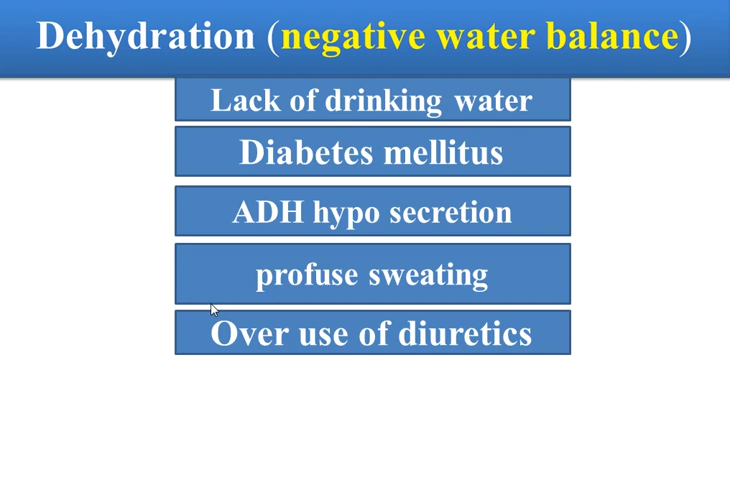 Dehydration (negative water balance)
Lack of drinking water
Diabetes mellitus
ADH hypo secretion
profuse sweating
Over use of diuretics